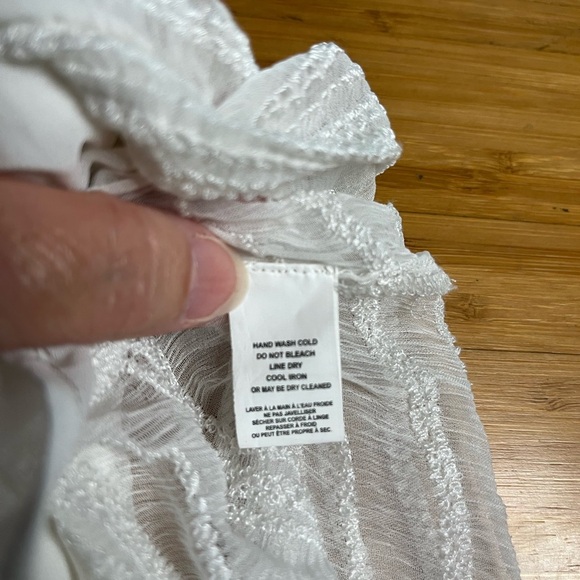 HAND WASH COLD
DO NOT BLEACH
LINE DRY
COOL IRON
OR MAY BE DRY CLEANED
LAVER À LA MAIN À L'EAU FROIDE
NE PAS JAVELLISER
SÉCHER SUR CORDE À LINGE
REPASSER À FROID
OU PEUT ÊTRE PROPRE À SEC.